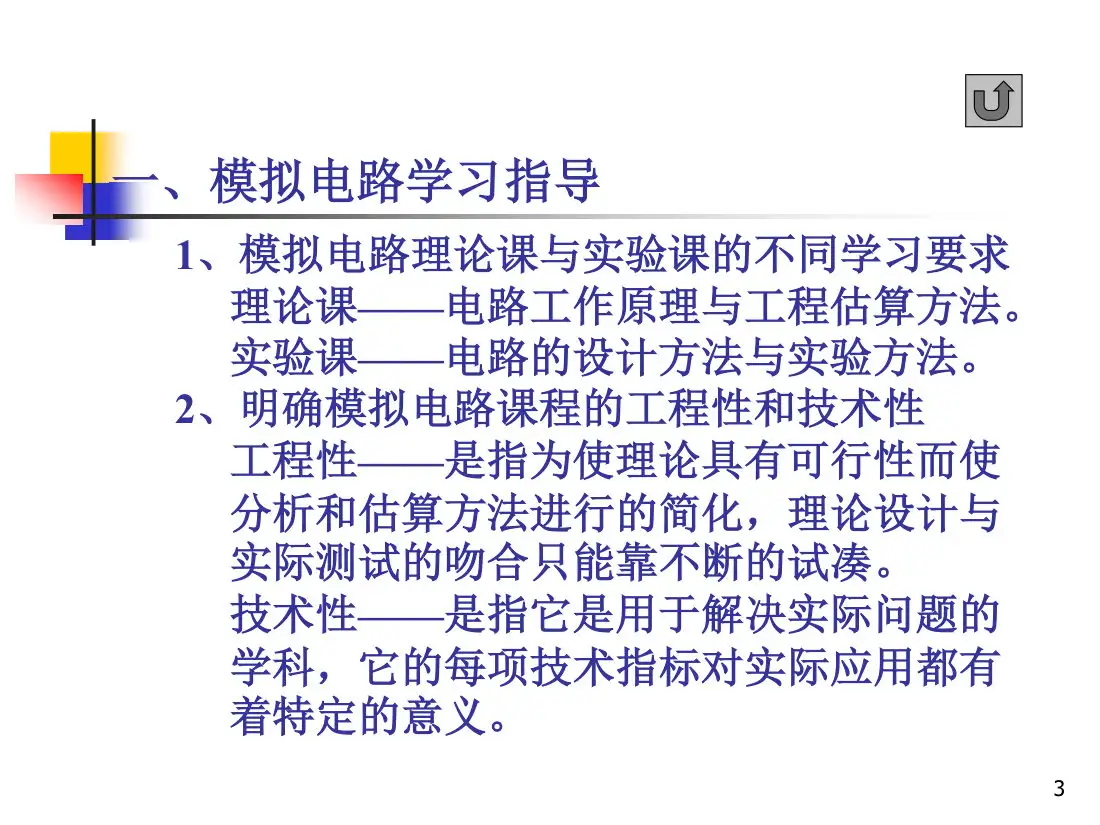 一、模拟电路学习指导
1、模拟电路理论课与实验课的不同学习要求
理论课——电路工作原理与工程估算方法。
实验课——电路的设计方法与实验方法。
2、明确模拟电路课程的工程性和技术性
工程性——是指为使理论具有可行性而使
分析和估算方法进行的简化，理论设计与
实际测试的吻合只能靠不断的试凑。
技术性——是指它是用于解决实际问题的
学科，它的每项技术指标对实际应用都有
着特定的意义。
3